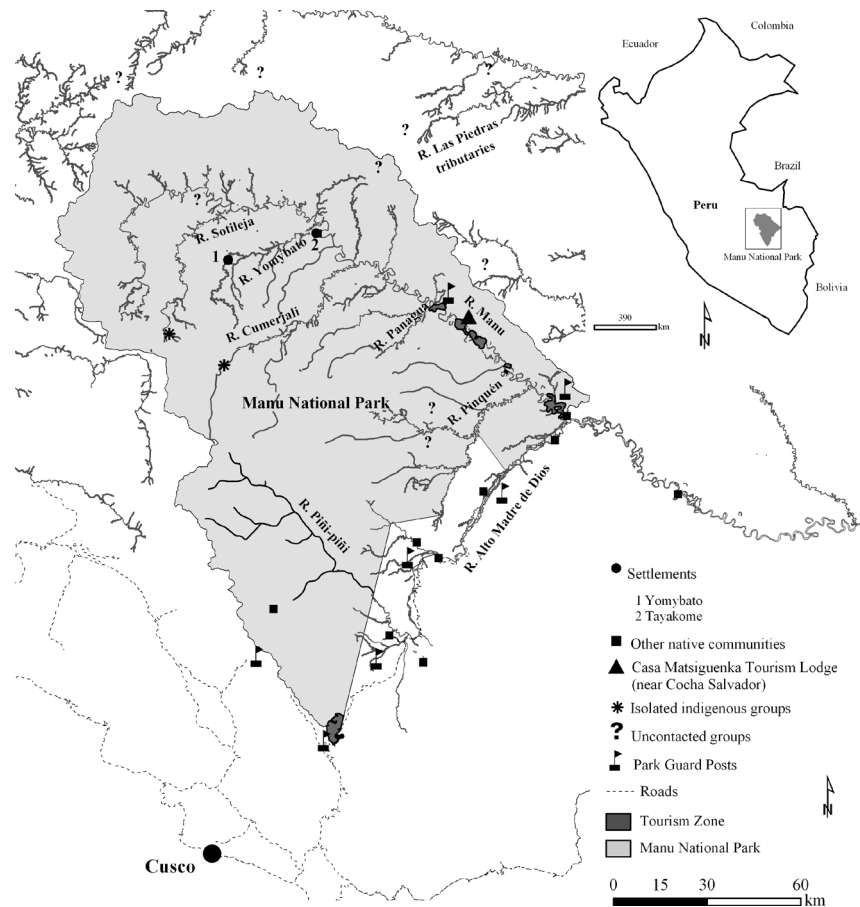 Colombia
Ecuador
Brazil
Peru
Manu National Park
Bolivia
390
km
N
?
?
?
?
R. Las Piedras
tributaries
?
?
R. Sotileja
2
R. Yomybato
1
?
R. Cumerjali
R. Panagua
R. Manu
Manu National Park
R. Pinquén
?
?
R. Alto Madre de Dios
R. Piñi-piñi
Cusco
Settlements
1 Yomybato
2 Tayakome
Other native communities
Casa Matsiguenka Tourism Lodge
(near Cocha Salvador)
Isolated indigenous groups
? Uncontacted groups
Park Guard Posts
Roads
N
Tourism Zone
Manu National Park
0 15 30 60
km